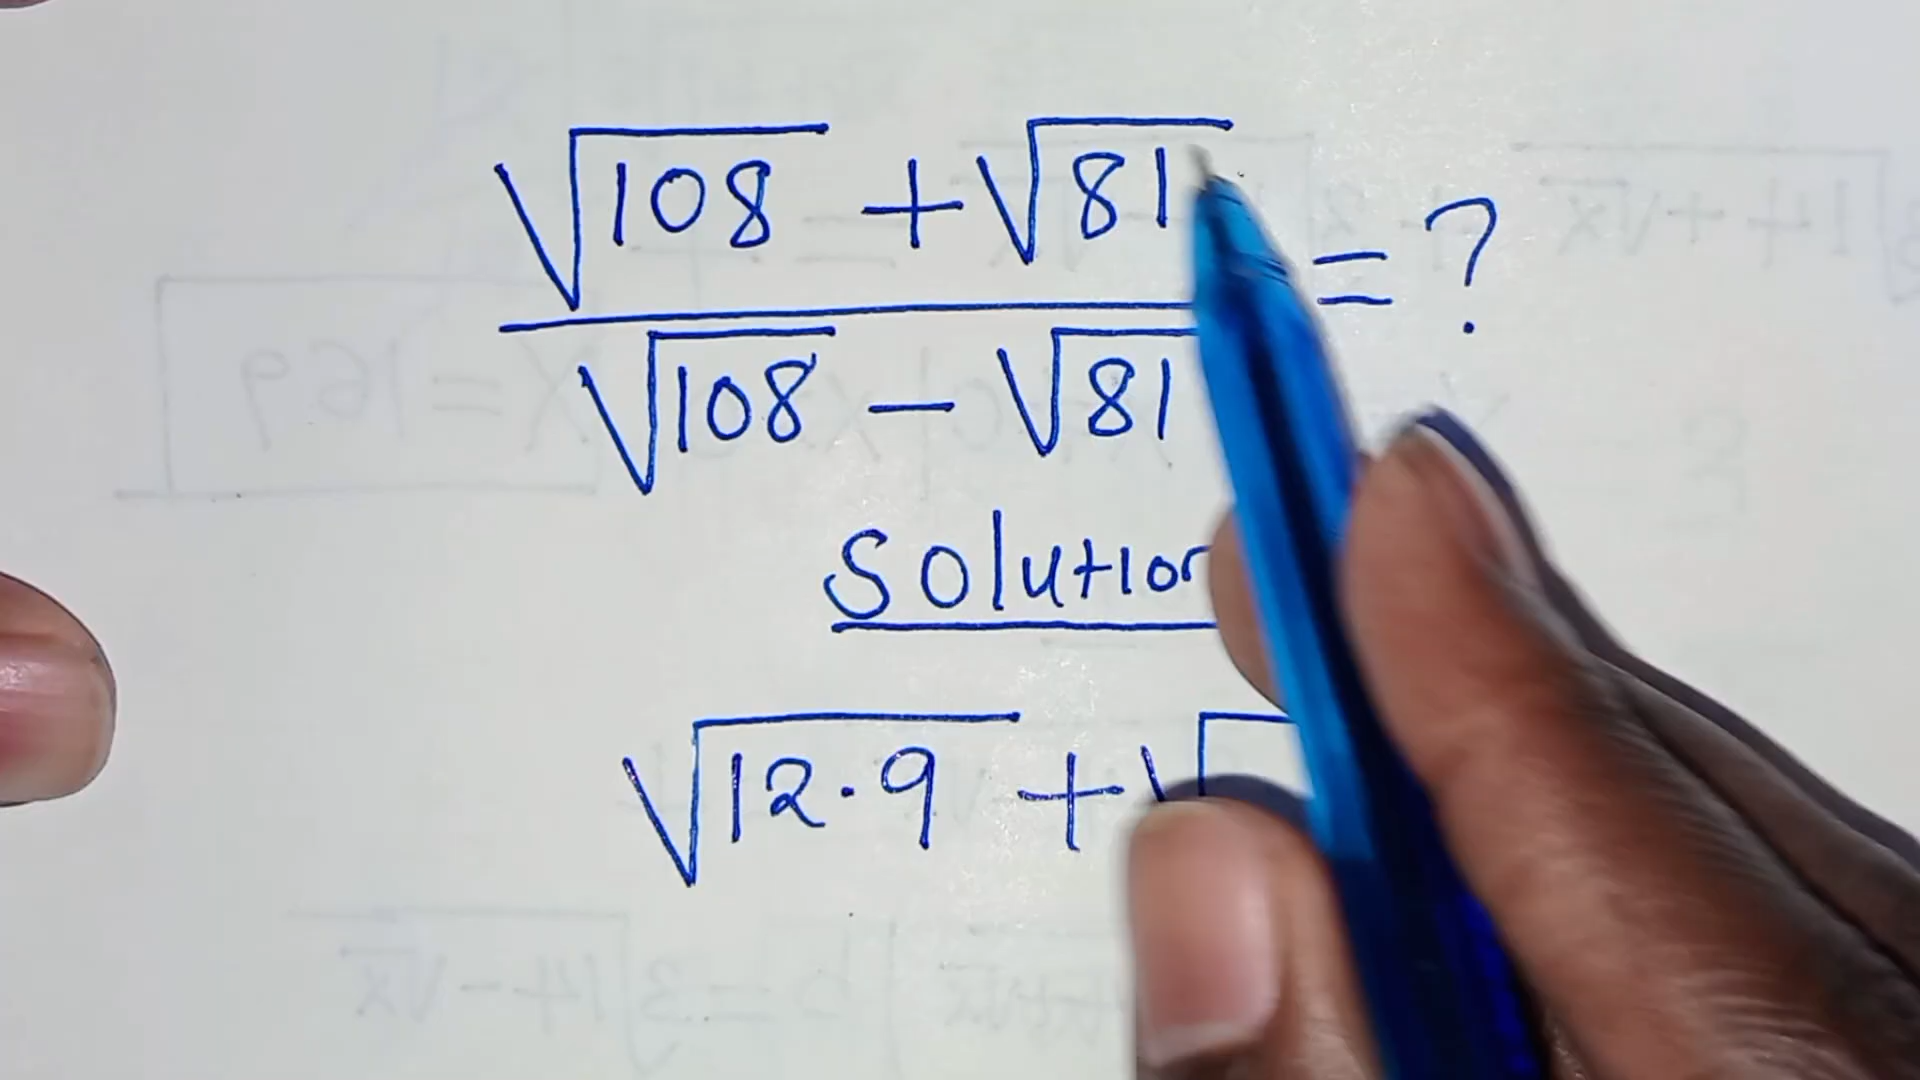 √108 + √81
= ?
√108 - √81
Solution
√12·9 + √